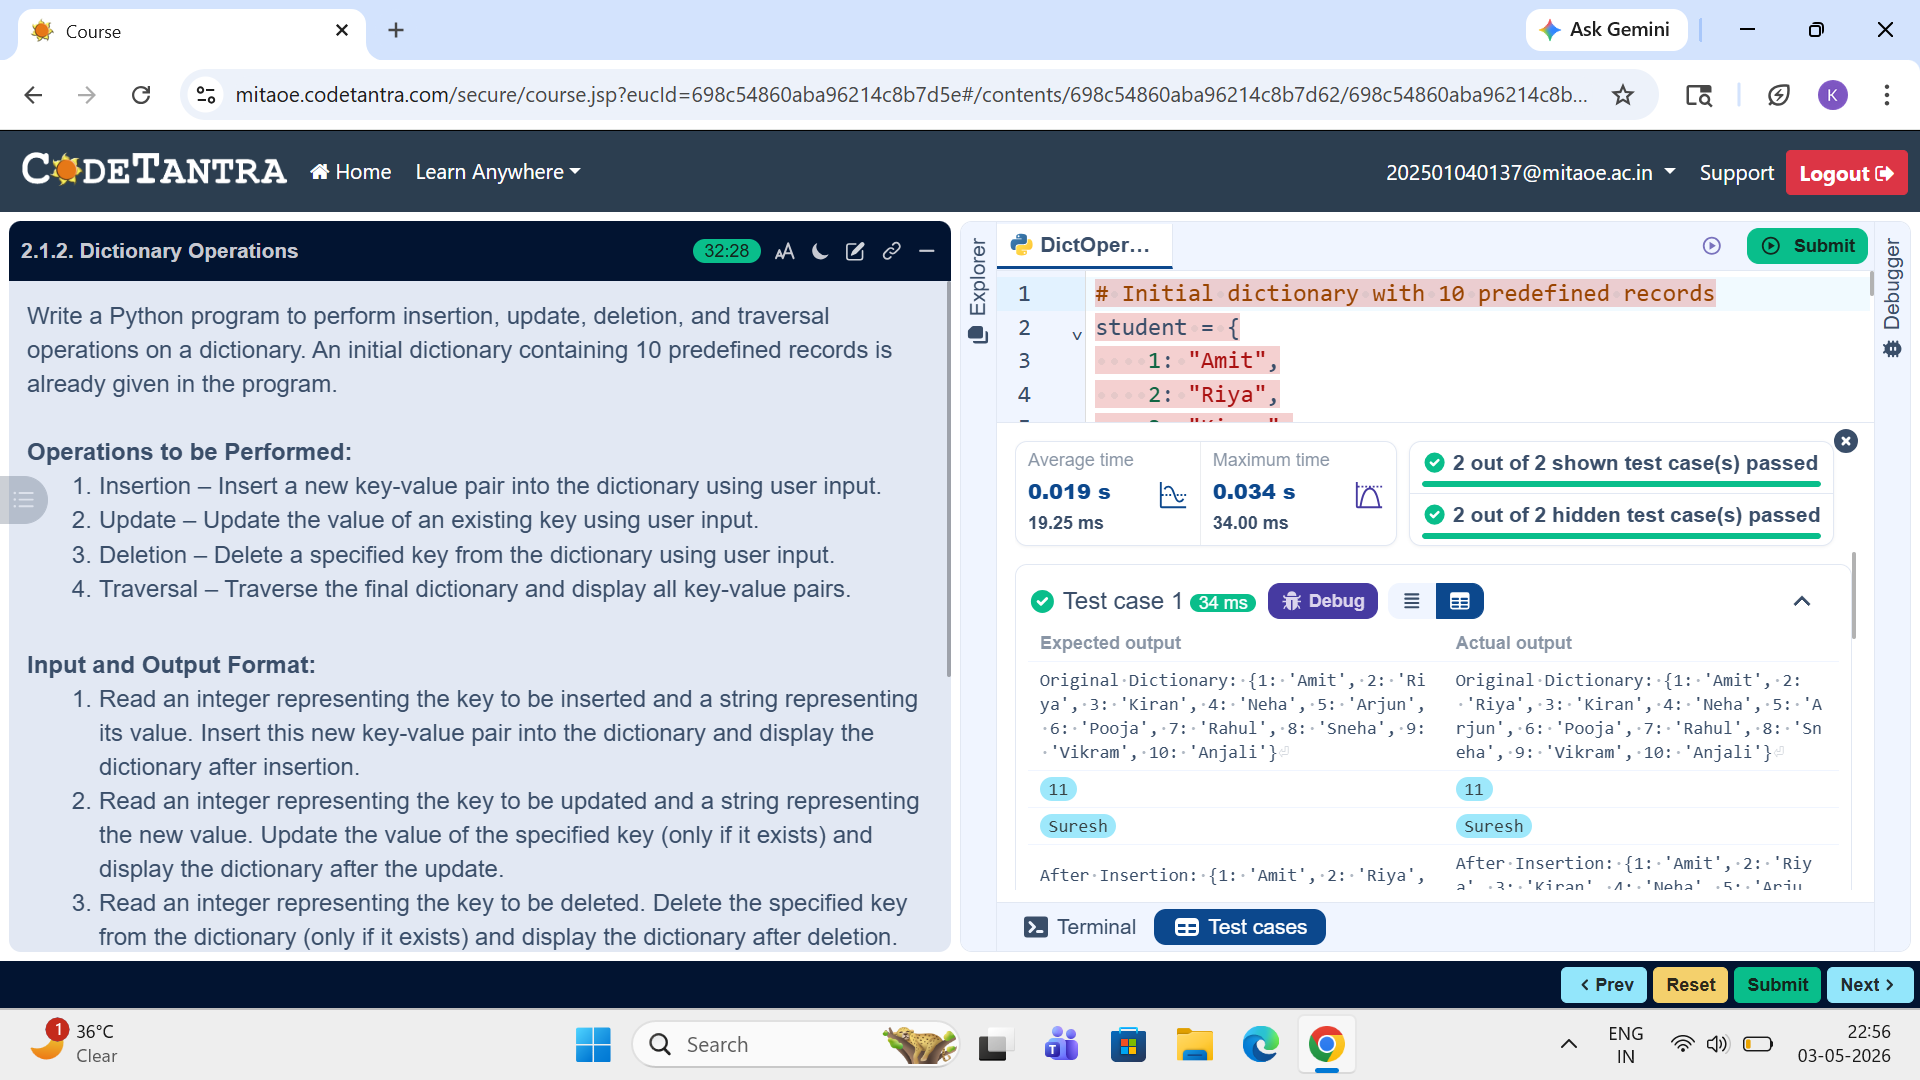 Course
Ask Gemini
mitaoe.codetantra.com/secure/course.jsp?eucId=698c54860aba96214c8b7d5e#/contents/698c54860aba96214c8b7d62/698c54860aba96214c8b...
K
CODETANTRA
Home
Learn Anywhere
202501040137@mitaoe.ac.in
Support
Logout
2.1.2. Dictionary Operations
32:28
AA
Write a Python program to perform insertion, update, deletion, and traversal
operations on a dictionary. An initial dictionary containing 10 predefined records is
already given in the program.
Operations to be Performed:
1. Insertion – Insert a new key-value pair into the dictionary using user input.
2. Update – Update the value of an existing key using user input.
3. Deletion – Delete a specified key from the dictionary using user input.
4. Traversal – Traverse the final dictionary and display all key-value pairs.
Input and Output Format:
1. Read an integer representing the key to be inserted and a string representing
its value. Insert this new key-value pair into the dictionary and display the
dictionary after insertion.
2. Read an integer representing the key to be updated and a string representing
the new value. Update the value of the specified key (only if it exists) and
display the dictionary after the update.
3. Read an integer representing the key to be deleted. Delete the specified key
from the dictionary (only if it exists) and display the dictionary after deletion.
Explorer
DictOper...
Submit
Debugger
1 # Initial dictionary with 10 predefined records
2 student = {
3 1: "Amit",
4 2: "Riya",
Average time
0.019 s
19.25 ms
Maximum time
0.034 s
34.00 ms
2 out of 2 shown test case(s) passed
2 out of 2 hidden test case(s) passed
Test case 1 34 ms Debug
Expected output
Original Dictionary: {1: 'Amit', 2: 'Ri
ya', 3: 'Kiran', 4: 'Neha', 5: 'Arjun',
6: 'Pooja', 7: 'Rahul', 8: 'Sneha', 9:
'Vikram', 10: 'Anjali'}
11
Suresh
After Insertion: {1: 'Amit', 2: 'Riya',
Actual output
Original Dictionary: {1: 'Amit', 2:
'Riya', 3: 'Kiran', 4: 'Neha', 5: 'A
rjun', 6: 'Pooja', 7: 'Rahul', 8: 'Sn
eha', 9: 'Vikram', 10: 'Anjali'}
11
Suresh
After Insertion: {1: 'Amit', 2: 'Riy
a', 3: 'Kiran', 4: 'Neha', 5: 'Arju
Terminal
Test cases
Prev
Reset
Submit
Next
1
36°C
Clear
Search
ENG
IN
22:56
03-05-2026